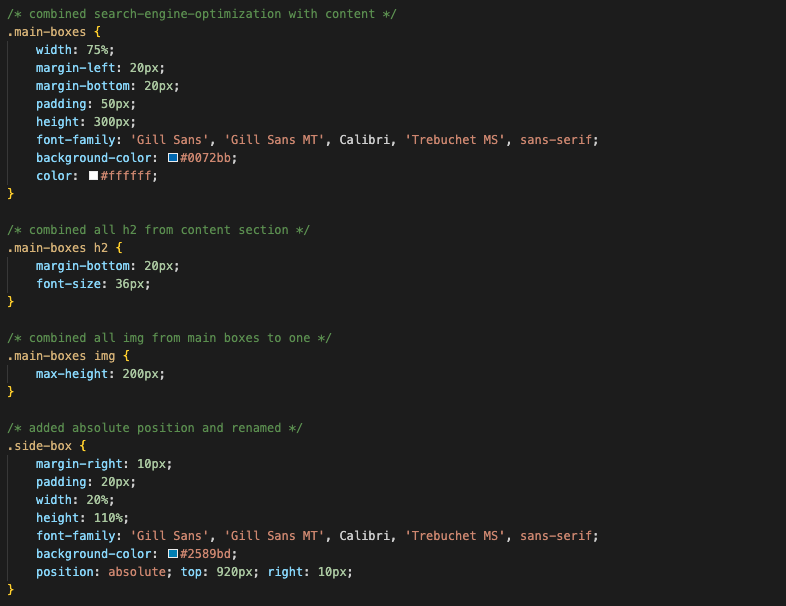 /* combined search-engine-optimization with content */
.main-boxes {
    width: 75%;
    margin-left: 20px;
    margin-bottom: 20px;
    padding: 50px;
    height: 300px;
    font-family: 'Gill Sans', 'Gill Sans MT', Calibri, 'Trebuchet MS', sans-serif;
    background-color: #0072bb;
    color: #ffffff;
}

/* combined all h2 from content section */
.main-boxes h2 {
    margin-bottom: 20px;
    font-size: 36px;
}

/* combined all img from main boxes to one */
.main-boxes img {
    max-height: 200px;
}

/* added absolute position and renamed */
.side-box {
    margin-right: 10px;
    padding: 20px;
    width: 20%;
    height: 110%;
    font-family: 'Gill Sans', 'Gill Sans MT', Calibri, 'Trebuchet MS', sans-serif;
    background-color: #2589bd;
    position: absolute; top: 920px; right: 10px;
}